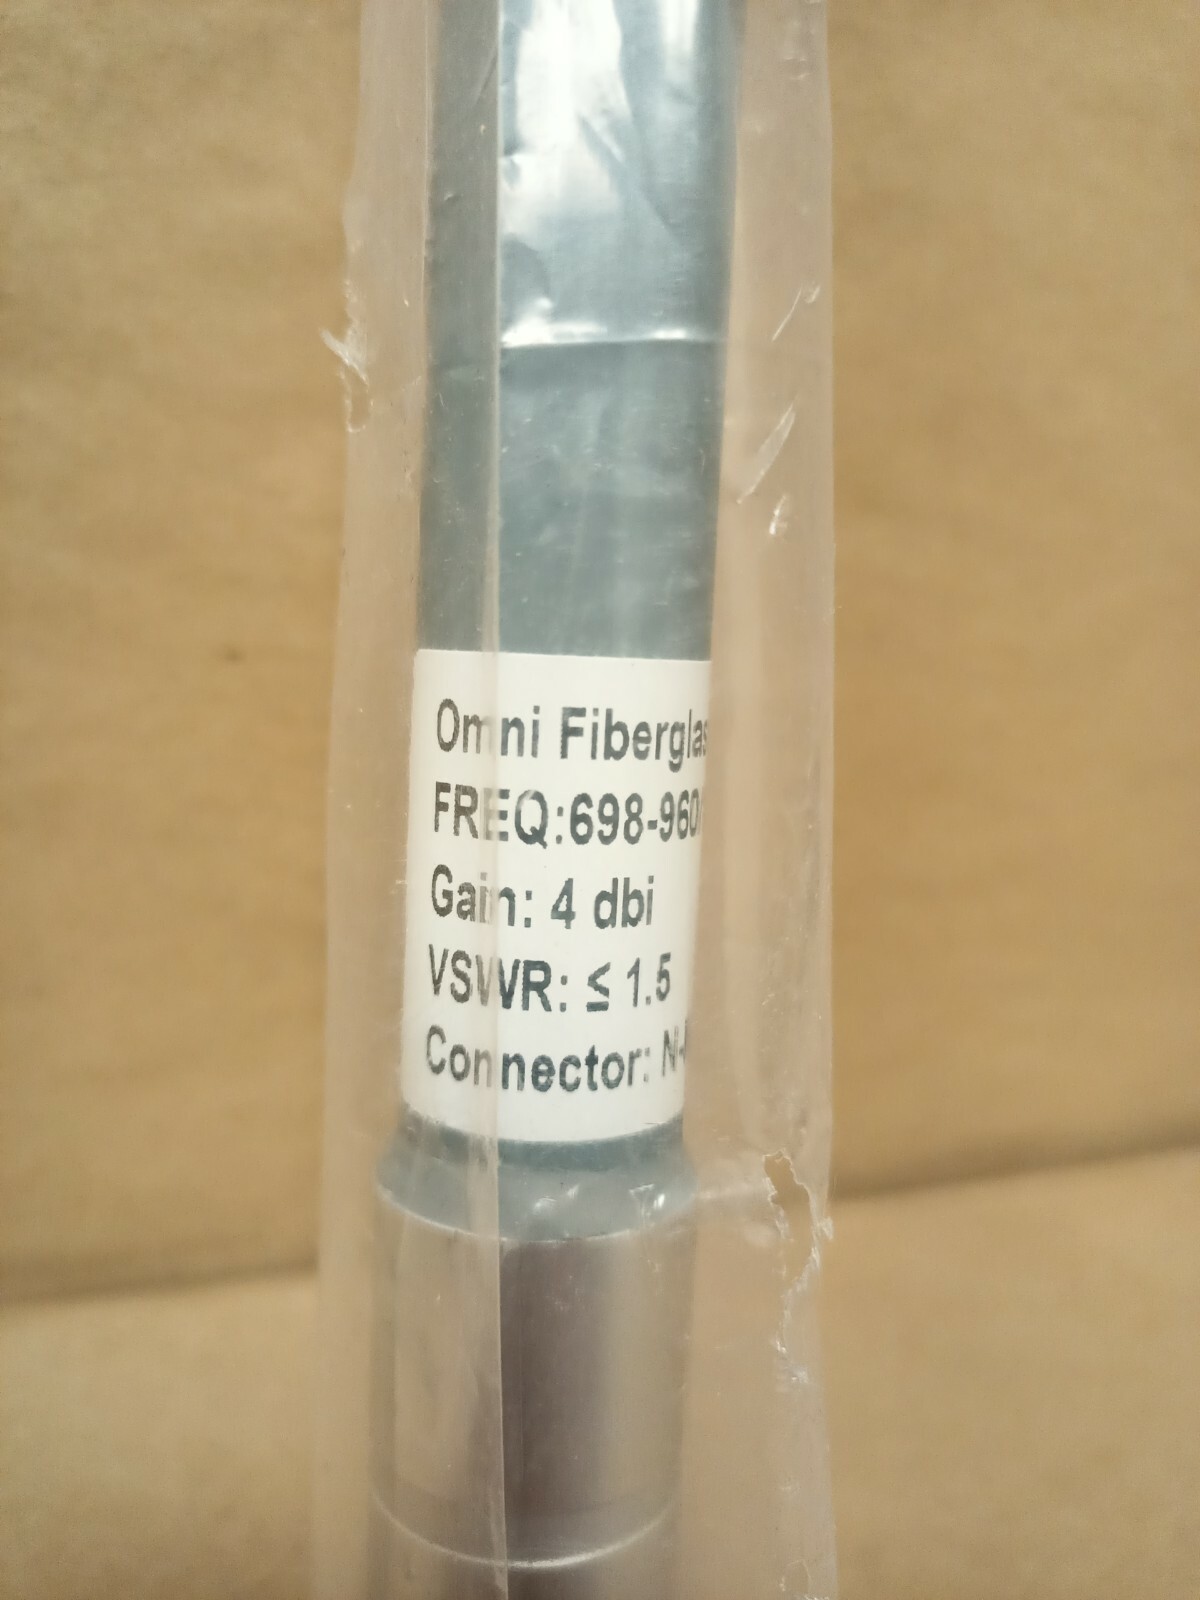 Omni Fiberglas
FREQ:698-960
Gain: 4 dbi
VSWR: ≤ 1.5
Connector: N-